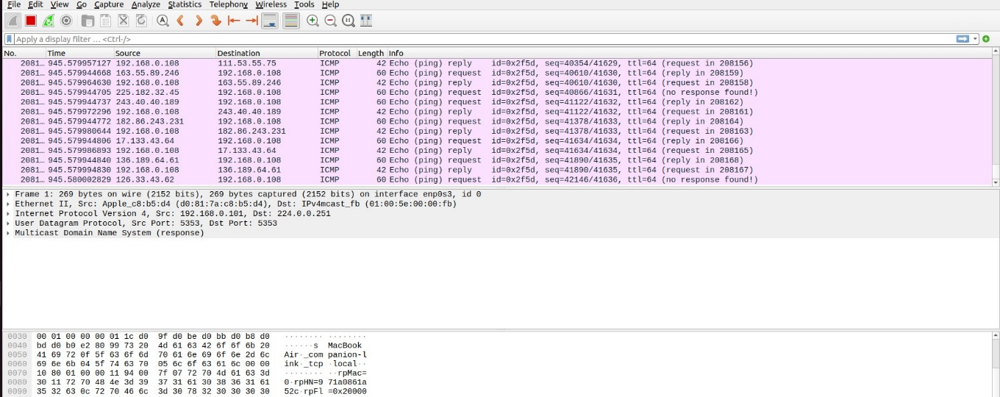 File Edit View Go Capture Analyze Statistics Telephony Wireless Tools Help
Apply a display filter … <Ctrl-/>
No. Time Source Destination Protocol Length Info
2081… 945.579957127 192.168.0.108 111.53.55.75 ICMP 42 Echo (ping) reply id=0x2f5d, seq=40354/41629, ttl=64 (request in 208156)
2081… 945.579944668 163.55.89.246 192.168.0.108 ICMP 60 Echo (ping) request id=0x2f5d, seq=40610/41630, ttl=64 (reply in 208159)
2081… 945.579964630 192.168.0.108 163.55.89.246 ICMP 42 Echo (ping) reply id=0x2f5d, seq=40610/41630, ttl=64 (request in 208158)
2081… 945.579944705 225.182.32.45 192.168.0.108 ICMP 60 Echo (ping) request id=0x2f5d, seq=40866/41631, ttl=64 (no response found!)
2081… 945.579944737 243.40.40.189 192.168.0.108 ICMP 60 Echo (ping) request id=0x2f5d, seq=41122/41632, ttl=64 (reply in 208162)
2081… 945.579972296 192.168.0.108 243.40.40.189 ICMP 42 Echo (ping) reply id=0x2f5d, seq=41122/41632, ttl=64 (request in 208161)
2081… 945.579944772 182.86.243.231 192.168.0.108 ICMP 60 Echo (ping) request id=0x2f5d, seq=41378/41633, ttl=64 (reply in 208164)
2081… 945.579980644 192.168.0.108 182.86.243.231 ICMP 42 Echo (ping) reply id=0x2f5d, seq=41378/41633, ttl=64 (request in 208163)
2081… 945.579944806 17.133.43.64 192.168.0.108 ICMP 60 Echo (ping) request id=0x2f5d, seq=41634/41634, ttl=64 (reply in 208166)
2081… 945.579986893 192.168.0.108 17.133.43.64 ICMP 42 Echo (ping) reply id=0x2f5d, seq=41634/41634, ttl=64 (request in 208165)
2081… 945.579944840 136.189.64.61 192.168.0.108 ICMP 60 Echo (ping) request id=0x2f5d, seq=41890/41635, ttl=64 (reply in 208168)
2081… 945.579994830 192.168.0.108 136.189.64.61 ICMP 42 Echo (ping) reply id=0x2f5d, seq=41890/41635, ttl=64 (request in 208167)
2081… 945.580002829 126.33.43.62 192.168.0.108 ICMP 60 Echo (ping) request id=0x2f5d, seq=42146/41636, ttl=64 (no response found!)
Frame 1: 269 bytes on wire (2152 bits), 269 bytes captured (2152 bits) on interface enp0s3, id 0
Ethernet II, Src: Apple_c8:b5:d4 (d0:81:7a:c8:b5:d4), Dst: IPv4mcast_fb (01:00:5e:00:00:fb)
Internet Protocol Version 4, Src: 192.168.0.101, Dst: 224.0.0.251
User Datagram Protocol, Src Port: 5353, Dst Port: 5353
Multicast Domain Name System (response)
0030 00 01 00 00 00 01 1c d0 9f d0 be d0 bb d0 b8 d0 ········ ········
0040 bd d0 b0 e2 80 99 73 20 4d 61 63 42 6f 6f 6b 20 ······s MacBook
0050 41 69 72 0f 5f 63 6f 6d 70 61 6e 69 6f 6e 2d 6c Air·_com panion-l
0060 69 6e 6b 04 5f 74 63 70 05 6c 6f 63 61 6c 00 00 ink·_tcp ·local··
0070 10 80 01 00 00 11 94 00 7f 07 72 70 4d 61 63 3d ········ ··rpMac=
0080 30 11 72 70 48 4e 3d 39 37 31 61 30 38 36 31 61 0·rpHN=9 71a0861a
0090 35 32 63 0c 72 70 46 6c 3d 30 78 32 30 30 30 30 52c·rpFl =0x20000